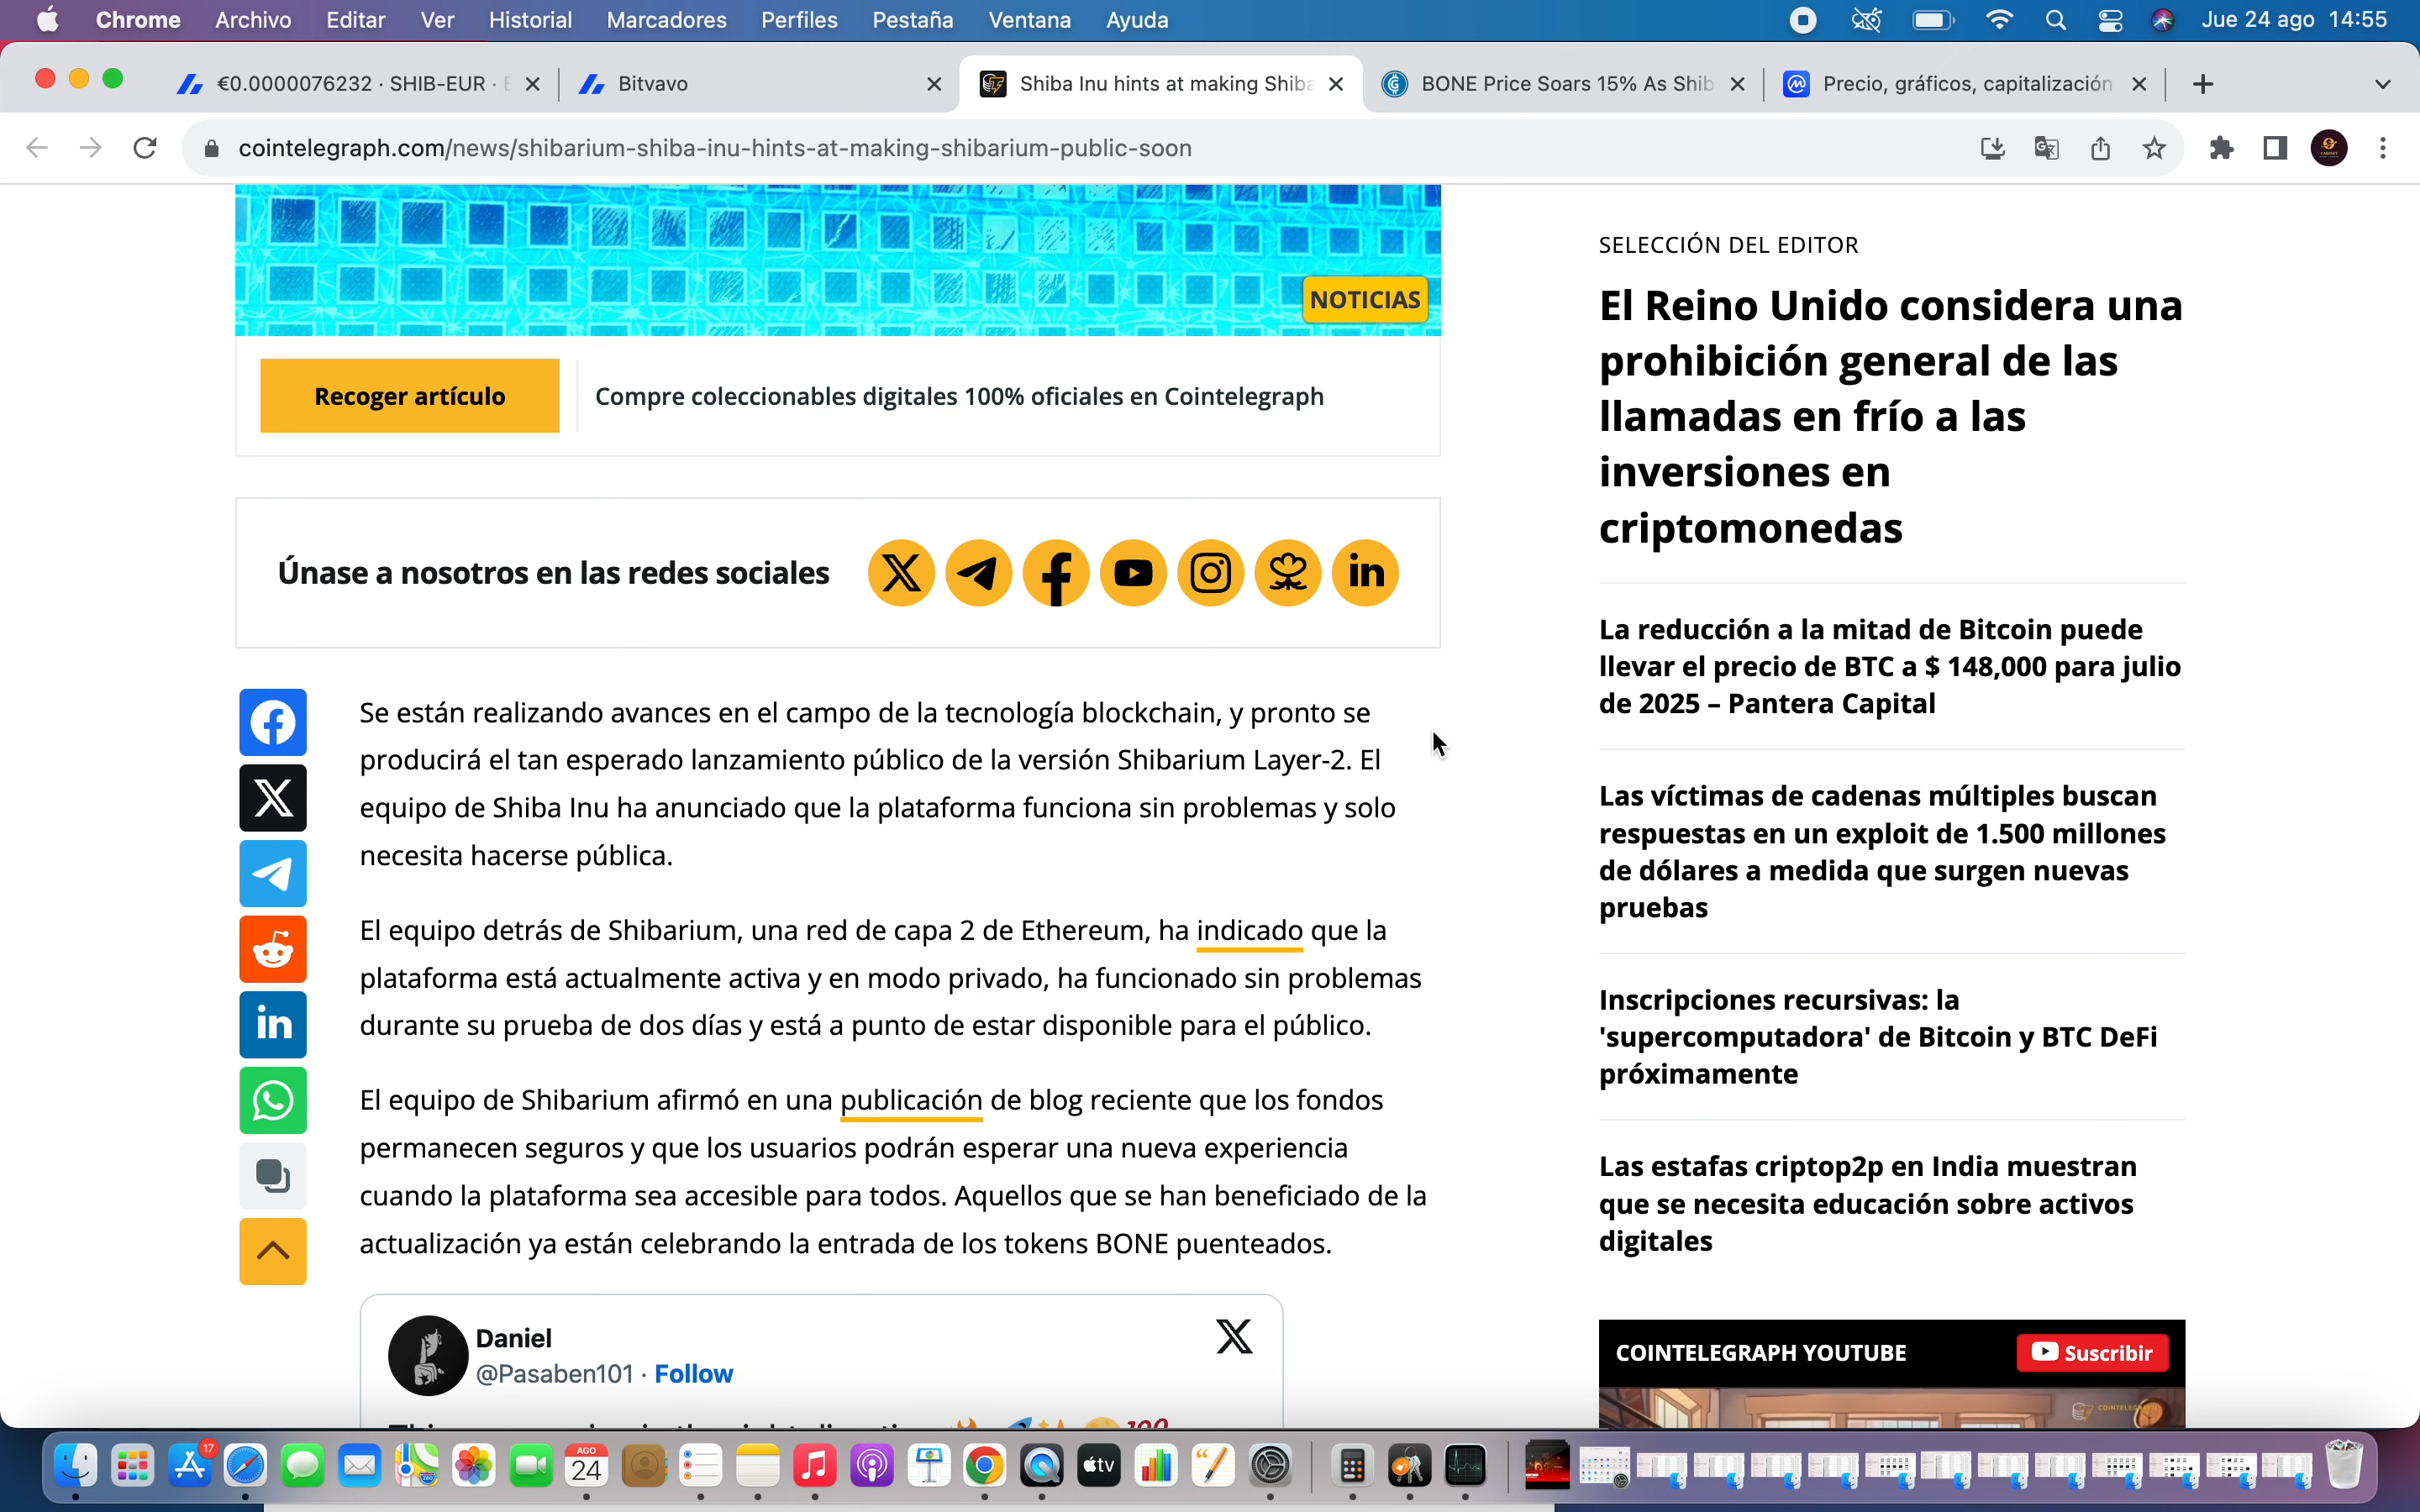 Chrome Archivo Editar Ver Historial Marcadores Perfiles Pestaña Ventana Ayuda Jue 24 ago 14:55
€0.0000076232 · SHIB-EUR · Bitvavo Shiba Inu hints at making Shiba BONE Price Soars 15% As Shib Precio, gráficos, capitalización
cointelegraph.com/news/shibarium-shiba-inu-hints-at-making-shibarium-public-soon
NOTICIAS
Recoger artículo
Compre coleccionables digitales 100% oficiales en Cointelegraph
Únase a nosotros en las redes sociales
Se están realizando avances en el campo de la tecnología blockchain, y pronto se
producirá el tan esperado lanzamiento público de la versión Shibarium Layer-2. El
equipo de Shiba Inu ha anunciado que la plataforma funciona sin problemas y solo
necesita hacerse pública.
El equipo detrás de Shibarium, una red de capa 2 de Ethereum, ha indicado que la
plataforma está actualmente activa y en modo privado, ha funcionado sin problemas
durante su prueba de dos días y está a punto de estar disponible para el público.
El equipo de Shibarium afirmó en una publicación de blog reciente que los fondos
permanecen seguros y que los usuarios podrán esperar una nueva experiencia
cuando la plataforma sea accesible para todos. Aquellos que se han beneficiado de la
actualización ya están celebrando la entrada de los tokens BONE puenteados.
Daniel
@Pasaben101 · Follow
SELECCIÓN DEL EDITOR
El Reino Unido considera una
prohibición general de las
llamadas en frío a las
inversiones en
criptomonedas
La reducción a la mitad de Bitcoin puede
llevar el precio de BTC a $ 148,000 para julio
de 2025 – Pantera Capital
Las víctimas de cadenas múltiples buscan
respuestas en un exploit de 1.500 millones
de dólares a medida que surgen nuevas
pruebas
Inscripciones recursivas: la
'supercomputadora' de Bitcoin y BTC DeFi
próximamente
Las estafas criptop2p en India muestran
que se necesita educación sobre activos
digitales
COINTELEGRAPH YOUTUBE
Suscribir
17
AGO
24
tv